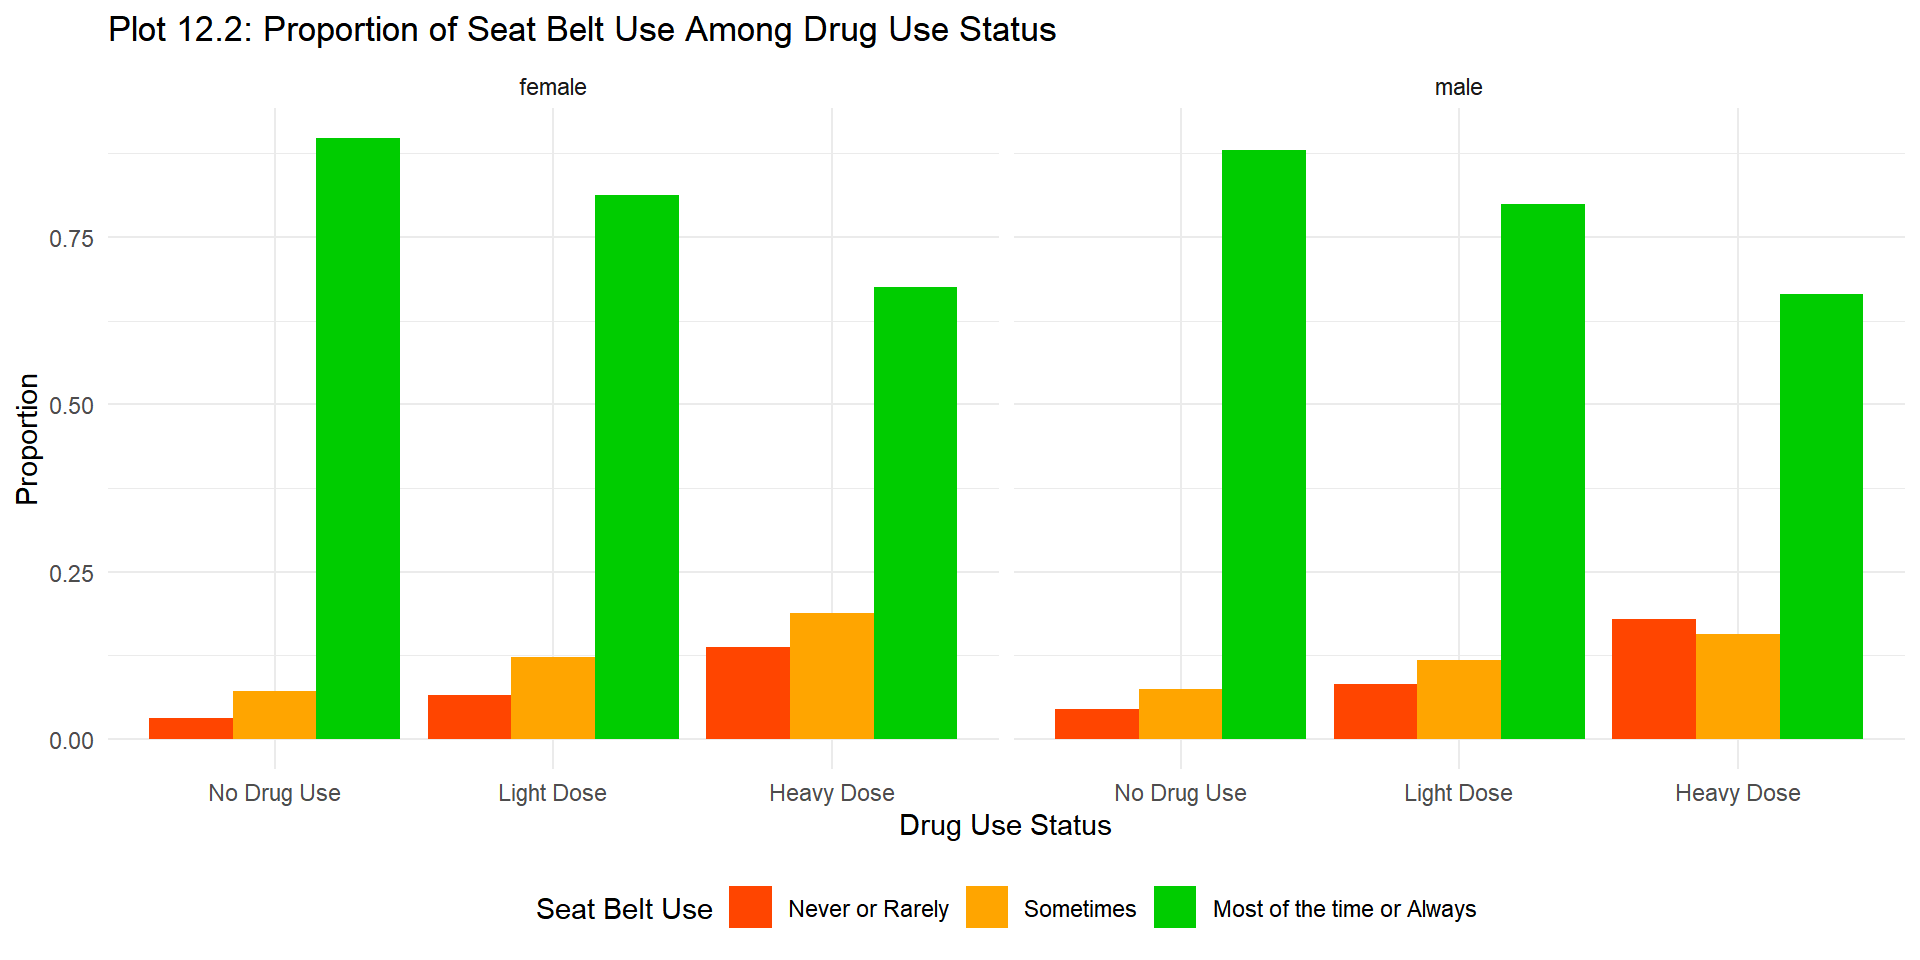 Plot 12.2: Proportion of Seat Belt Use Among Drug Use Status
female
male
Proportion
0.75
0.50
0.25
0.00
No Drug Use
Light Dose
Heavy Dose
No Drug Use
Light Dose
Heavy Dose
Drug Use Status
Seat Belt Use
Never or Rarely
Sometimes
Most of the time or Always